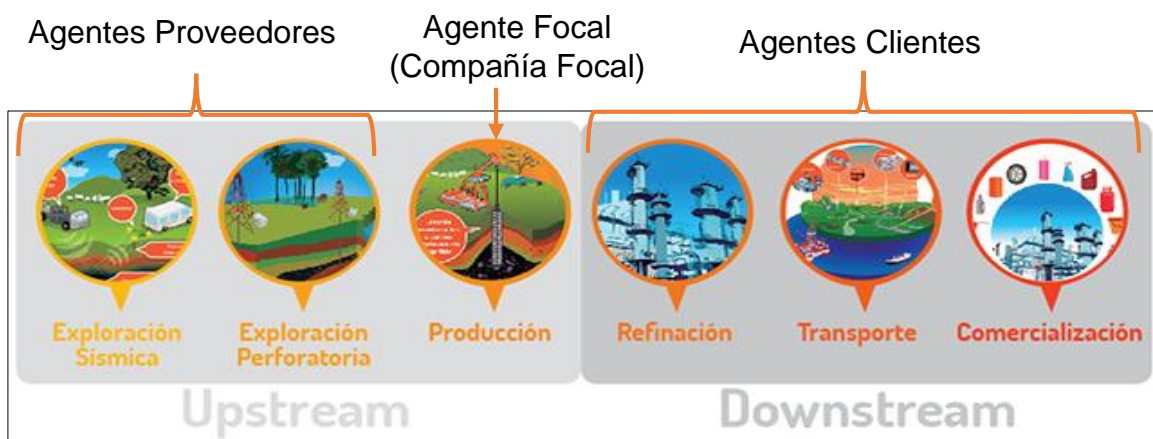 Agentes Proveedores
Agente Focal
(Compañía Focal)
Agentes Clientes
Exploración
Sísmica
Exploración
Perforatoria
Producción
Refinación
Transporte
Comercialización
Upstream
Downstream